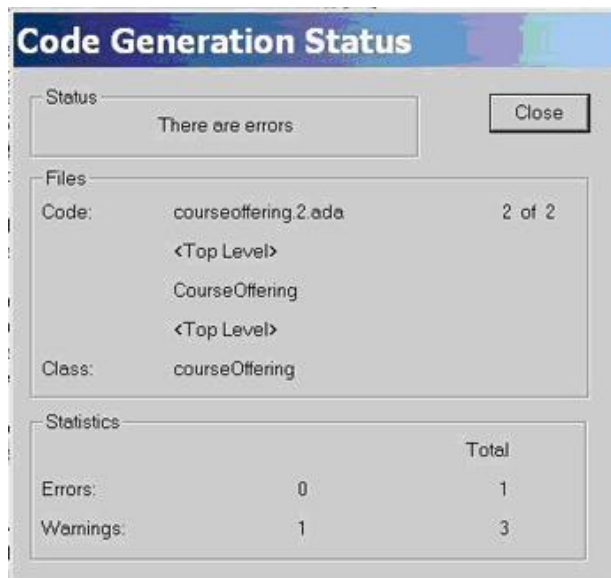 Code Generation Status
Status
There are errors
Close
Files
Code: courseoffering.2.ada 2 of 2
<Top Level>
CourseOffering
<Top Level>
Class: courseOffering
Statistics
Total
Errors: 0 1
Warnings: 1 3